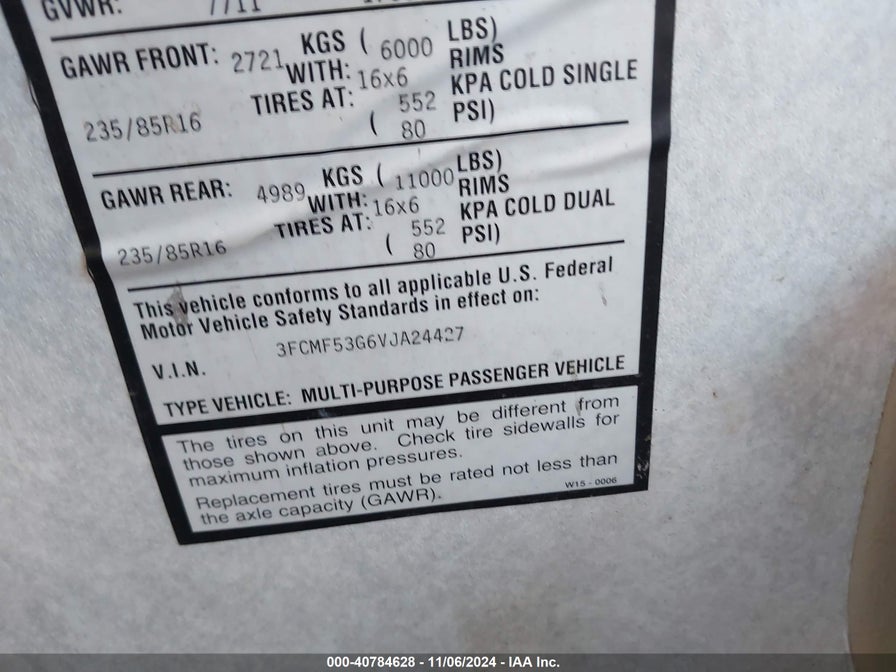 GVWR: 7711
GAWR FRONT: 2721 KGS ( 6000 LBS)
WITH: 16x6 RIMS
235/85R16 TIRES AT: 552 KPA COLD SINGLE
( 80 PSI)
GAWR REAR: 4989 KGS ( 11000 LBS)
WITH: 16x6 RIMS
235/85R16 TIRES AT: 552 KPA COLD DUAL
( 80 PSI)
This vehicle conforms to all applicable U.S. Federal
Motor Vehicle Safety Standards in effect on:
V.I.N. 3FCMF53G6VJA24427
TYPE VEHICLE: MULTI-PURPOSE PASSENGER VEHICLE
The tires on this unit may be different from
those shown above. Check tire sidewalls for
maximum inflation pressures.
Replacement tires must be rated not less than
the axle capacity (GAWR).
W15 - 0006
000-40784628 - 11/06/2024 - IAA Inc.